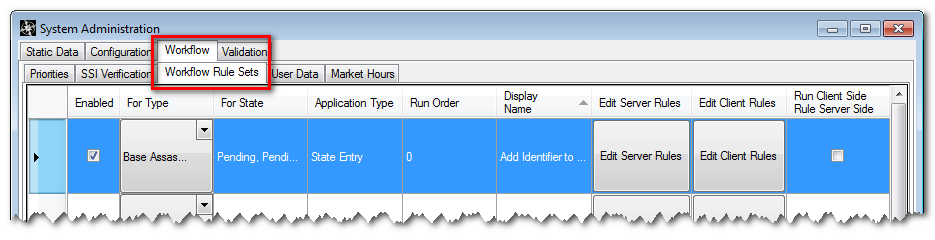 System Administration
Static Data Configuration Workflow Validation
Priorities SSI Verification Workflow Rule Sets User Data Market Hours
Enabled For Type For State Application Type Run Order Display Name Edit Server Rules Edit Client Rules Run Client Side Rule Server Side
Base Assas... Pending, Pendi... State Entry 0 Add Identifier to ... Edit Server Rules Edit Client Rules